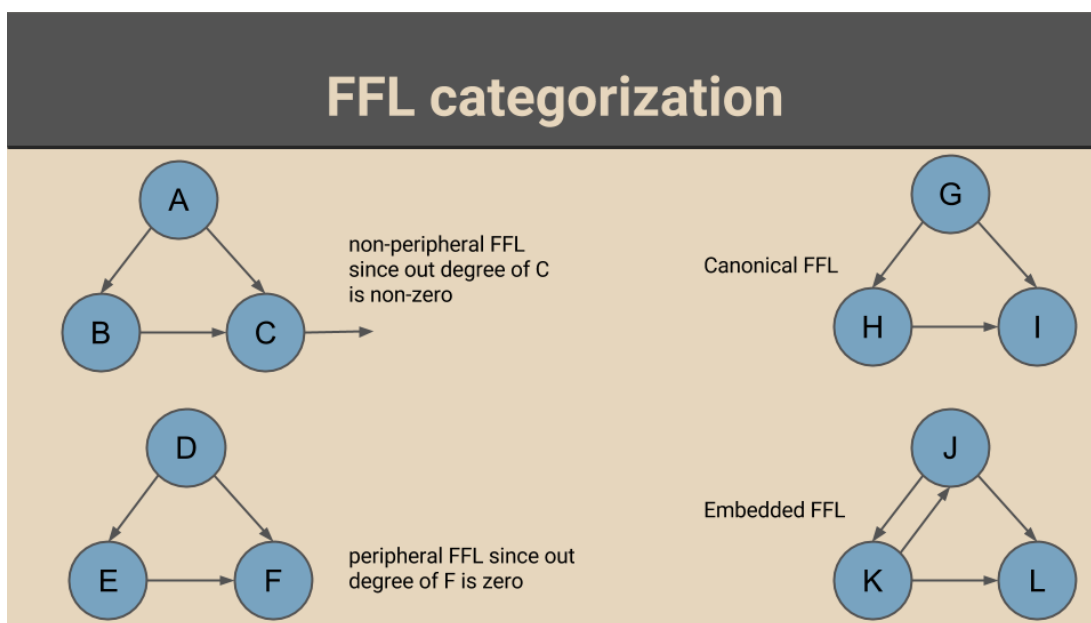 FFL categorization
A
non-peripheral FFL
since out degree of C
is non-zero
B
C
G
Canonical FFL
H
I
D
peripheral FFL since out
degree of F is zero
E
F
J
Embedded FFL
K
L